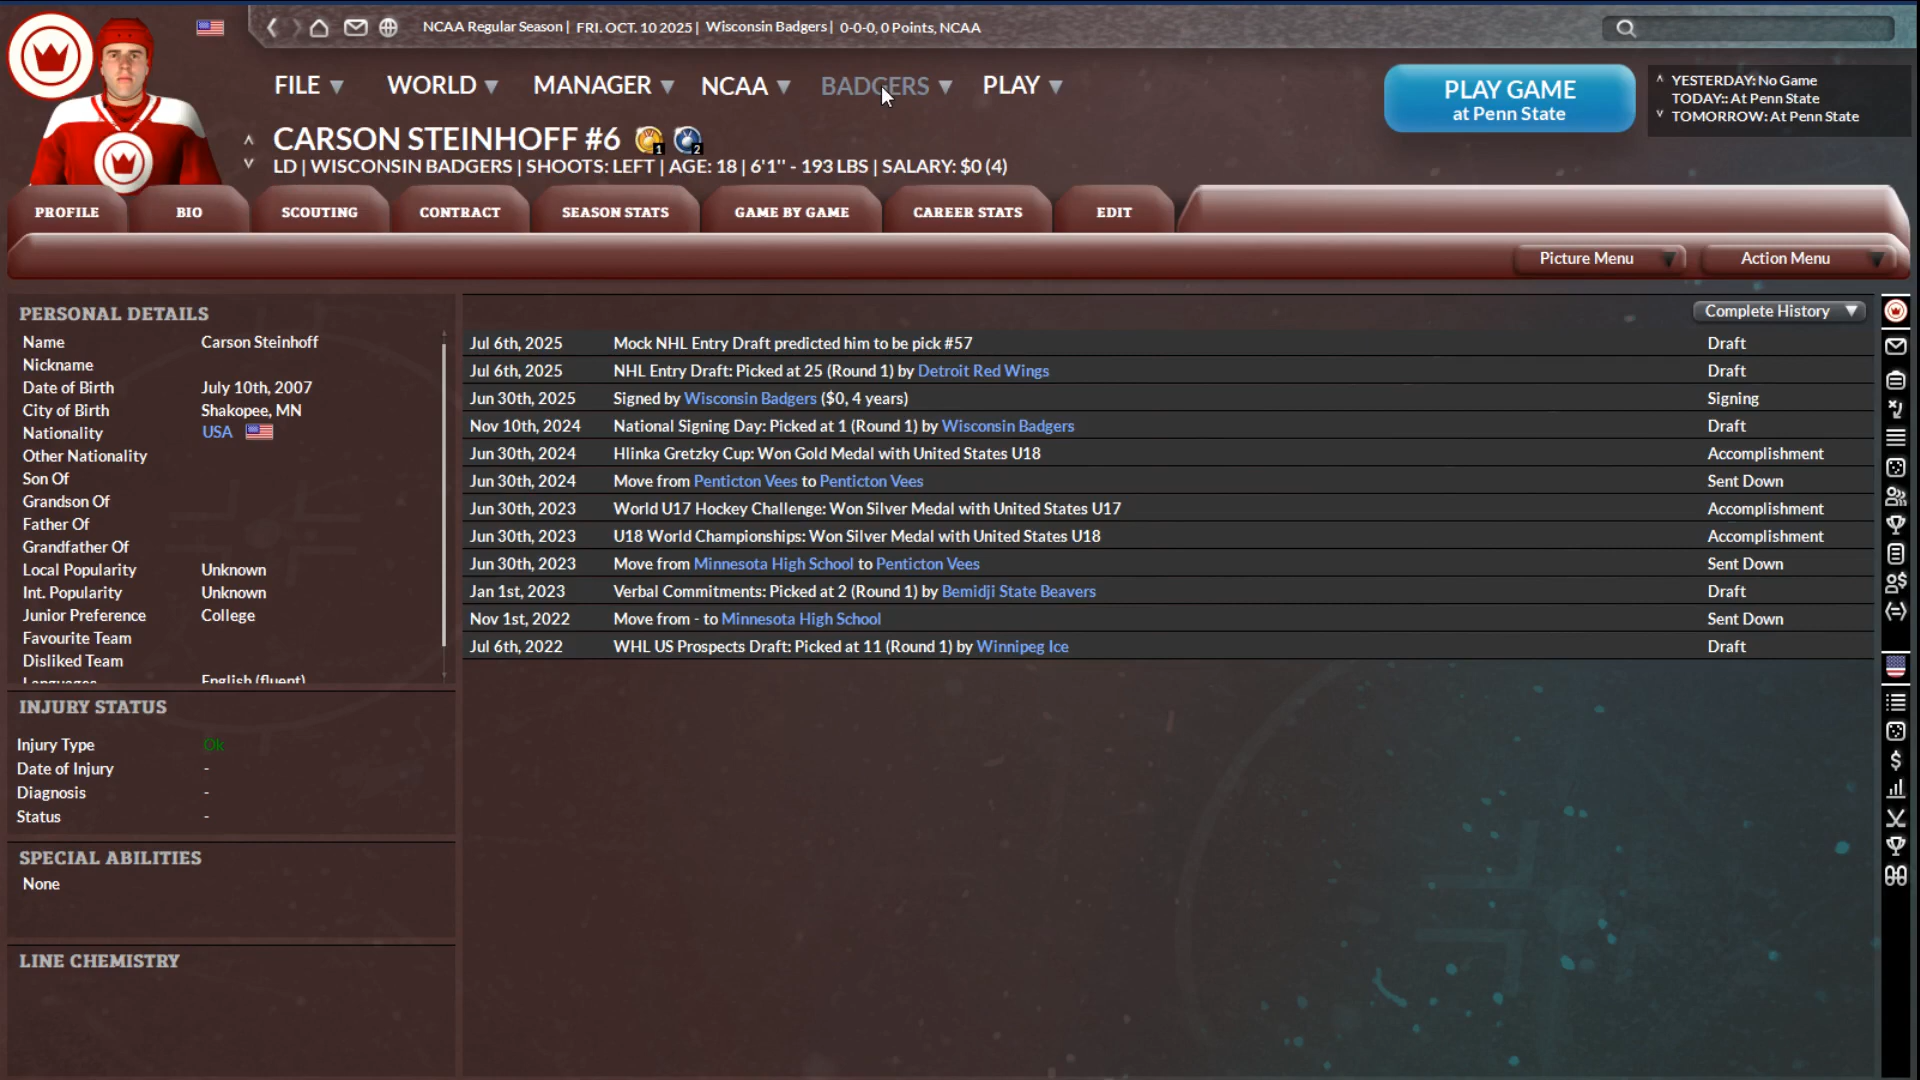 NCAA Regular Season | FRI. OCT. 10 2025 | Wisconsin Badgers | 0-0-0, 0 Points, NCAA
FILE ▼ WORLD ▼ MANAGER ▼ NCAA ▼ BADGERS ▼ PLAY ▼
PLAY GAME
at Penn State
YESTERDAY: No Game
TODAY:: At Penn State
TOMORROW: At Penn State
CARSON STEINHOFF #6 1 2
LD | WISCONSIN BADGERS | SHOOTS: LEFT | AGE: 18 | 6'1" - 193 LBS | SALARY: $0 (4)
PROFILE BIO SCOUTING CONTRACT SEASON STATS GAME BY GAME CAREER STATS EDIT
Picture Menu ▼ Action Menu ▼
PERSONAL DETAILS
Name Carson Steinhoff
Nickname
Date of Birth July 10th, 2007
City of Birth Shakopee, MN
Nationality USA
Other Nationality
Son Of
Grandson Of
Father Of
Grandfather Of
Local Popularity Unknown
Int. Popularity Unknown
Junior Preference College
Favourite Team
Disliked Team
Languages English (fluent)
INJURY STATUS
Injury Type Ok
Date of Injury -
Diagnosis -
Status -
SPECIAL ABILITIES
None
LINE CHEMISTRY
Complete History ▼
Jul 6th, 2025 Mock NHL Entry Draft predicted him to be pick #57 Draft
Jul 6th, 2025 NHL Entry Draft: Picked at 25 (Round 1) by Detroit Red Wings Draft
Jun 30th, 2025 Signed by Wisconsin Badgers ($0, 4 years) Signing
Nov 10th, 2024 National Signing Day: Picked at 1 (Round 1) by Wisconsin Badgers Draft
Jun 30th, 2024 Hlinka Gretzky Cup: Won Gold Medal with United States U18 Accomplishment
Jun 30th, 2024 Move from Penticton Vees to Penticton Vees Sent Down
Jun 30th, 2023 World U17 Hockey Challenge: Won Silver Medal with United States U17 Accomplishment
Jun 30th, 2023 U18 World Championships: Won Silver Medal with United States U18 Accomplishment
Jun 30th, 2023 Move from Minnesota High School to Penticton Vees Sent Down
Jan 1st, 2023 Verbal Commitments: Picked at 2 (Round 1) by Bemidji State Beavers Draft
Nov 1st, 2022 Move from - to Minnesota High School Sent Down
Jul 6th, 2022 WHL US Prospects Draft: Picked at 11 (Round 1) by Winnipeg Ice Draft